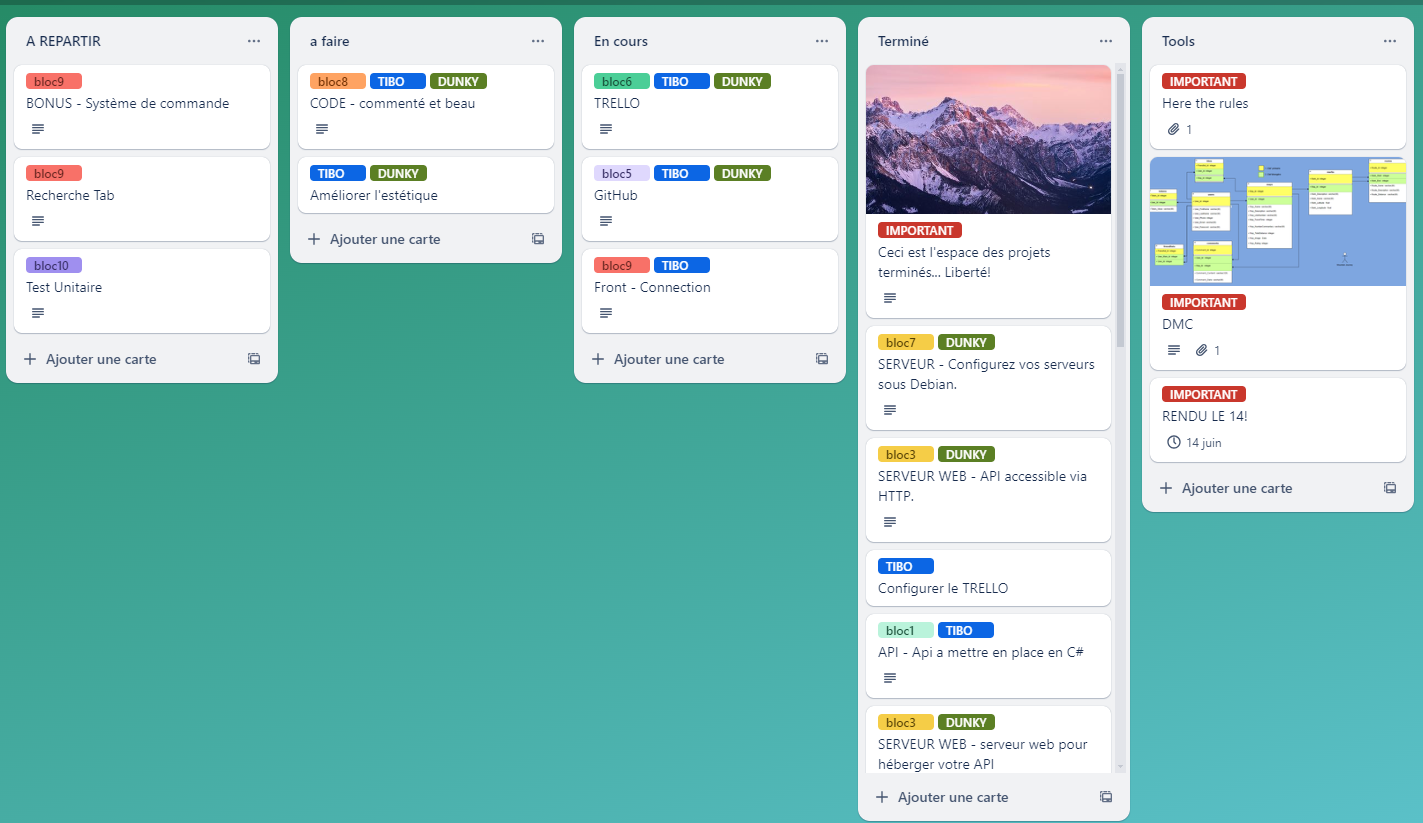 A REPARTIR
bloc9
BONUS - Système de commande
bloc9
Recherche Tab
bloc10
Test Unitaire
Ajouter une carte
a faire
bloc8 TIBO DUNKY
CODE - commenté et beau
TIBO DUNKY
Améliorer l'estétique
Ajouter une carte
En cours
bloc6 TIBO DUNKY
TRELLO
bloc5 TIBO DUNKY
GitHub
bloc9 TIBO
Front - Connection
Ajouter une carte
Terminé
IMPORTANT
Ceci est l'espace des projets
terminés... Liberté!
bloc7 DUNKY
SERVEUR - Configurez vos serveurs
sous Debian.
bloc3 DUNKY
SERVEUR WEB - API accessible via
HTTP.
TIBO
Configurer le TRELLO
bloc1 TIBO
API - Api a mettre en place en C#
bloc3 DUNKY
SERVEUR WEB - serveur web pour
héberger votre API
Ajouter une carte
Tools
IMPORTANT
Here the rules
1
IMPORTANT
DMC
1
IMPORTANT
RENDU LE 14!
14 juin
Ajouter une carte